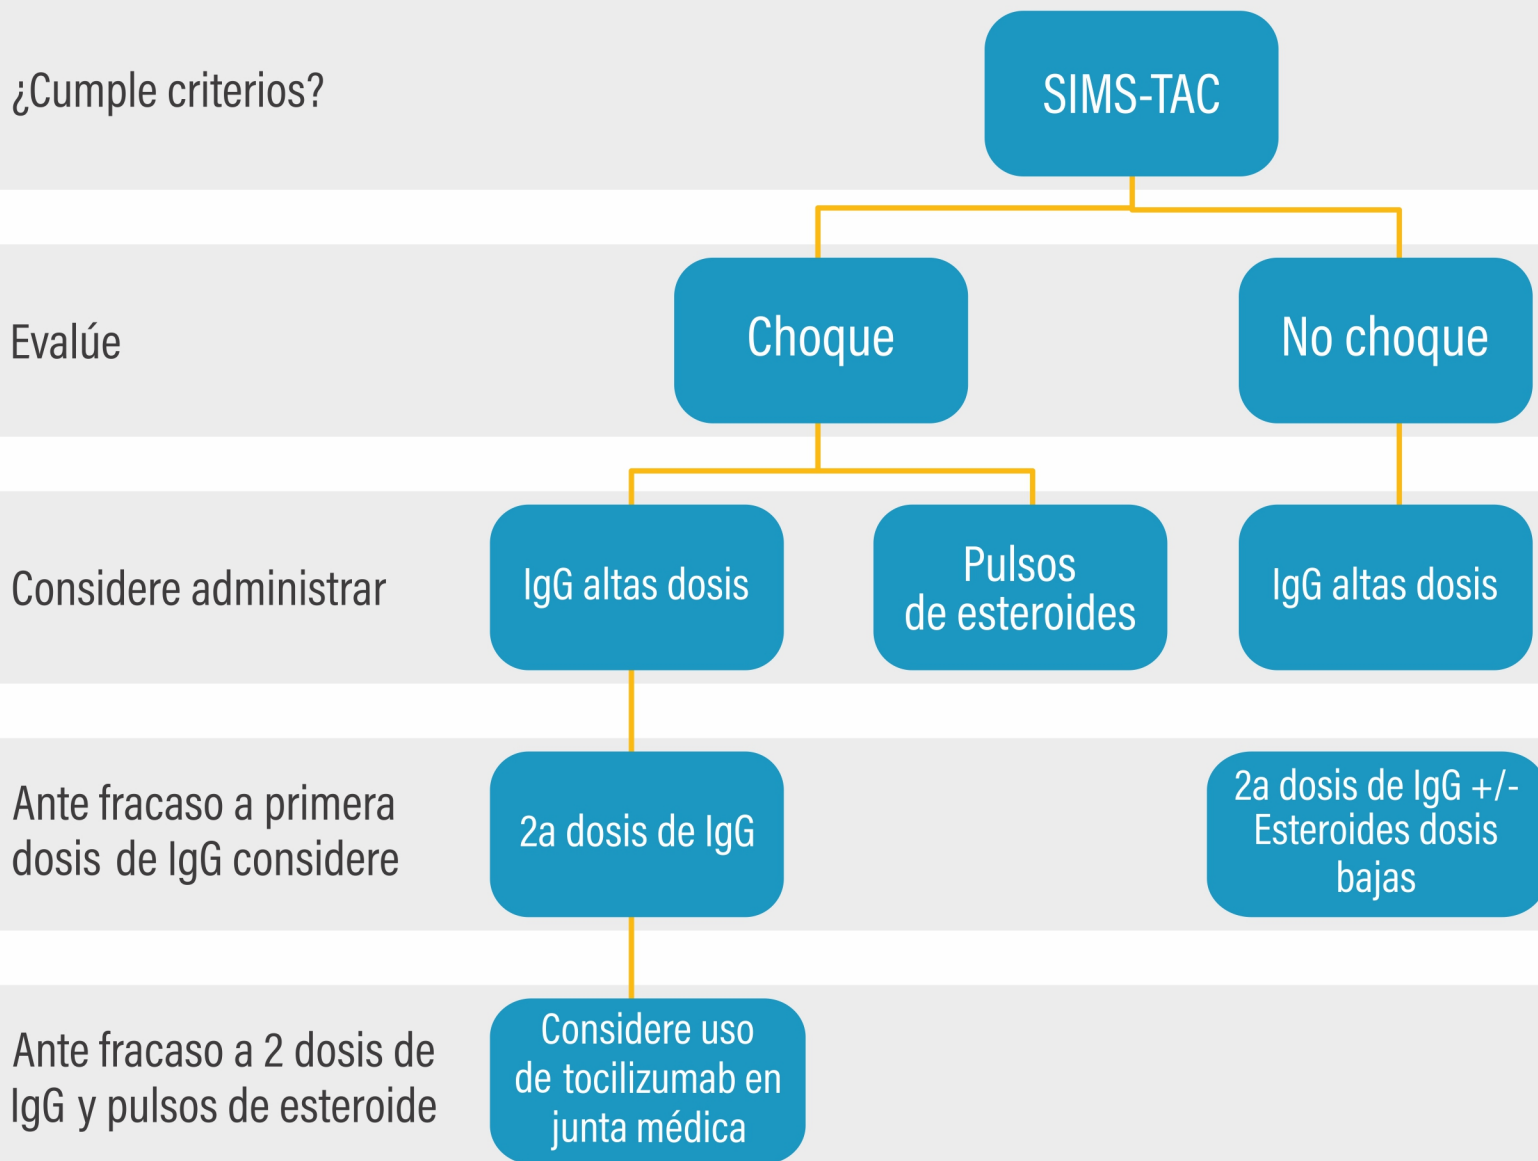 ¿Cumple criterios?
SIMS-TAC
Evalúe
Choque
No choque
Considere administrar
IgG altas dosis
Pulsos
de esteroides
IgG altas dosis
Ante fracaso a primera
dosis de IgG considere
2a dosis de IgG
2a dosis de IgG +/-
Esteroides dosis
bajas
Ante fracaso a 2 dosis de
IgG y pulsos de esteroide
Considere uso
de tocilizumab en
junta médica